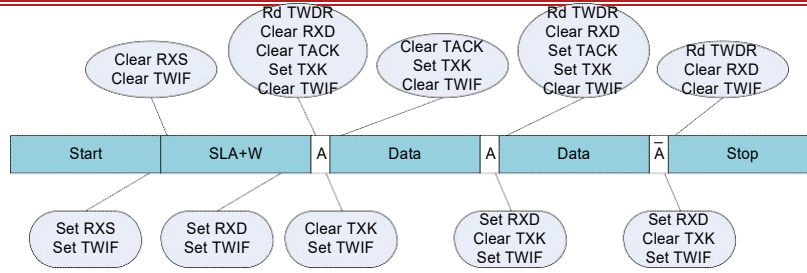 Clear RXS
Clear TWIF
Rd TWDR
Clear RXD
Clear TACK
Set TXK
Clear TWIF
Clear TACK
Set TXK
Clear TWIF
Rd TWDR
Clear RXD
Set TACK
Set TXK
Clear TWIF
Rd TWDR
Clear RXD
Clear TWIF
Start SLA+W A Data A Data A̅ Stop
Set RXS
Set TWIF
Set RXD
Set TWIF
Clear TXK
Set TWIF
Set RXD
Clear TXK
Set TWIF
Set RXD
Clear TXK
Set TWIF